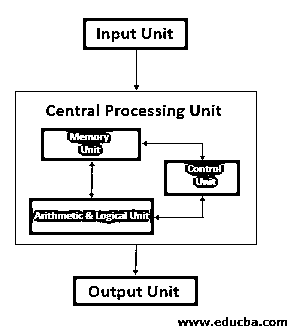 Input Unit
Central Processing Unit
Memory
Unit
Control
Unit
Arithmetic & Logical Unit
Output Unit
www.educba.com